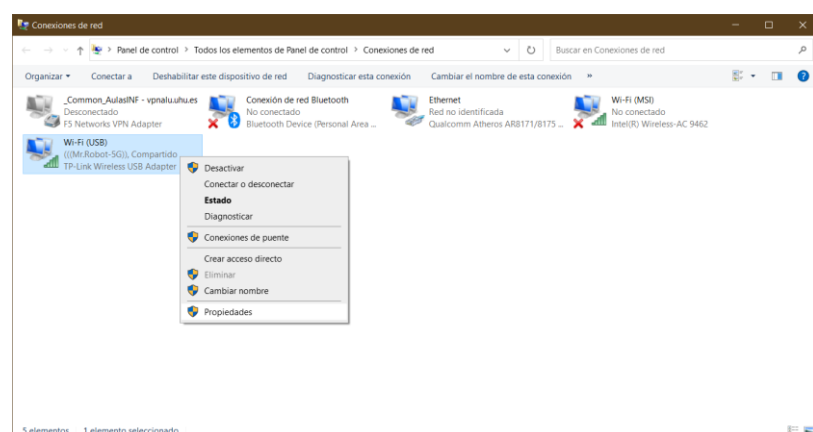 Conexiones de red
Panel de control > Todos los elementos de Panel de control > Conexiones de red
Buscar en Conexiones de red
Organizar Conectar a Deshabilitar este dispositivo de red Diagnosticar esta conexión Cambiar el nombre de esta conexión »
_Common_AulasINF - vpnalu.uhu.es
Desconectado
F5 Networks VPN Adapter
Conexión de red Bluetooth
No conectado
Bluetooth Device (Personal Area ...
Ethernet
Red no identificada
Qualcomm Atheros AR8171/8175 ...
Wi-Fi (MSI)
No conectado
Intel(R) Wireless-AC 9462
Wi-Fi (USB)
(((Mr.Robot-5G)), Compartido
TP-Link Wireless USB Adapter
Desactivar
Conectar o desconectar
Estado
Diagnosticar
Conexiones de puente
Crear acceso directo
Eliminar
Cambiar nombre
Propiedades
5 elementos 1 elemento seleccionado